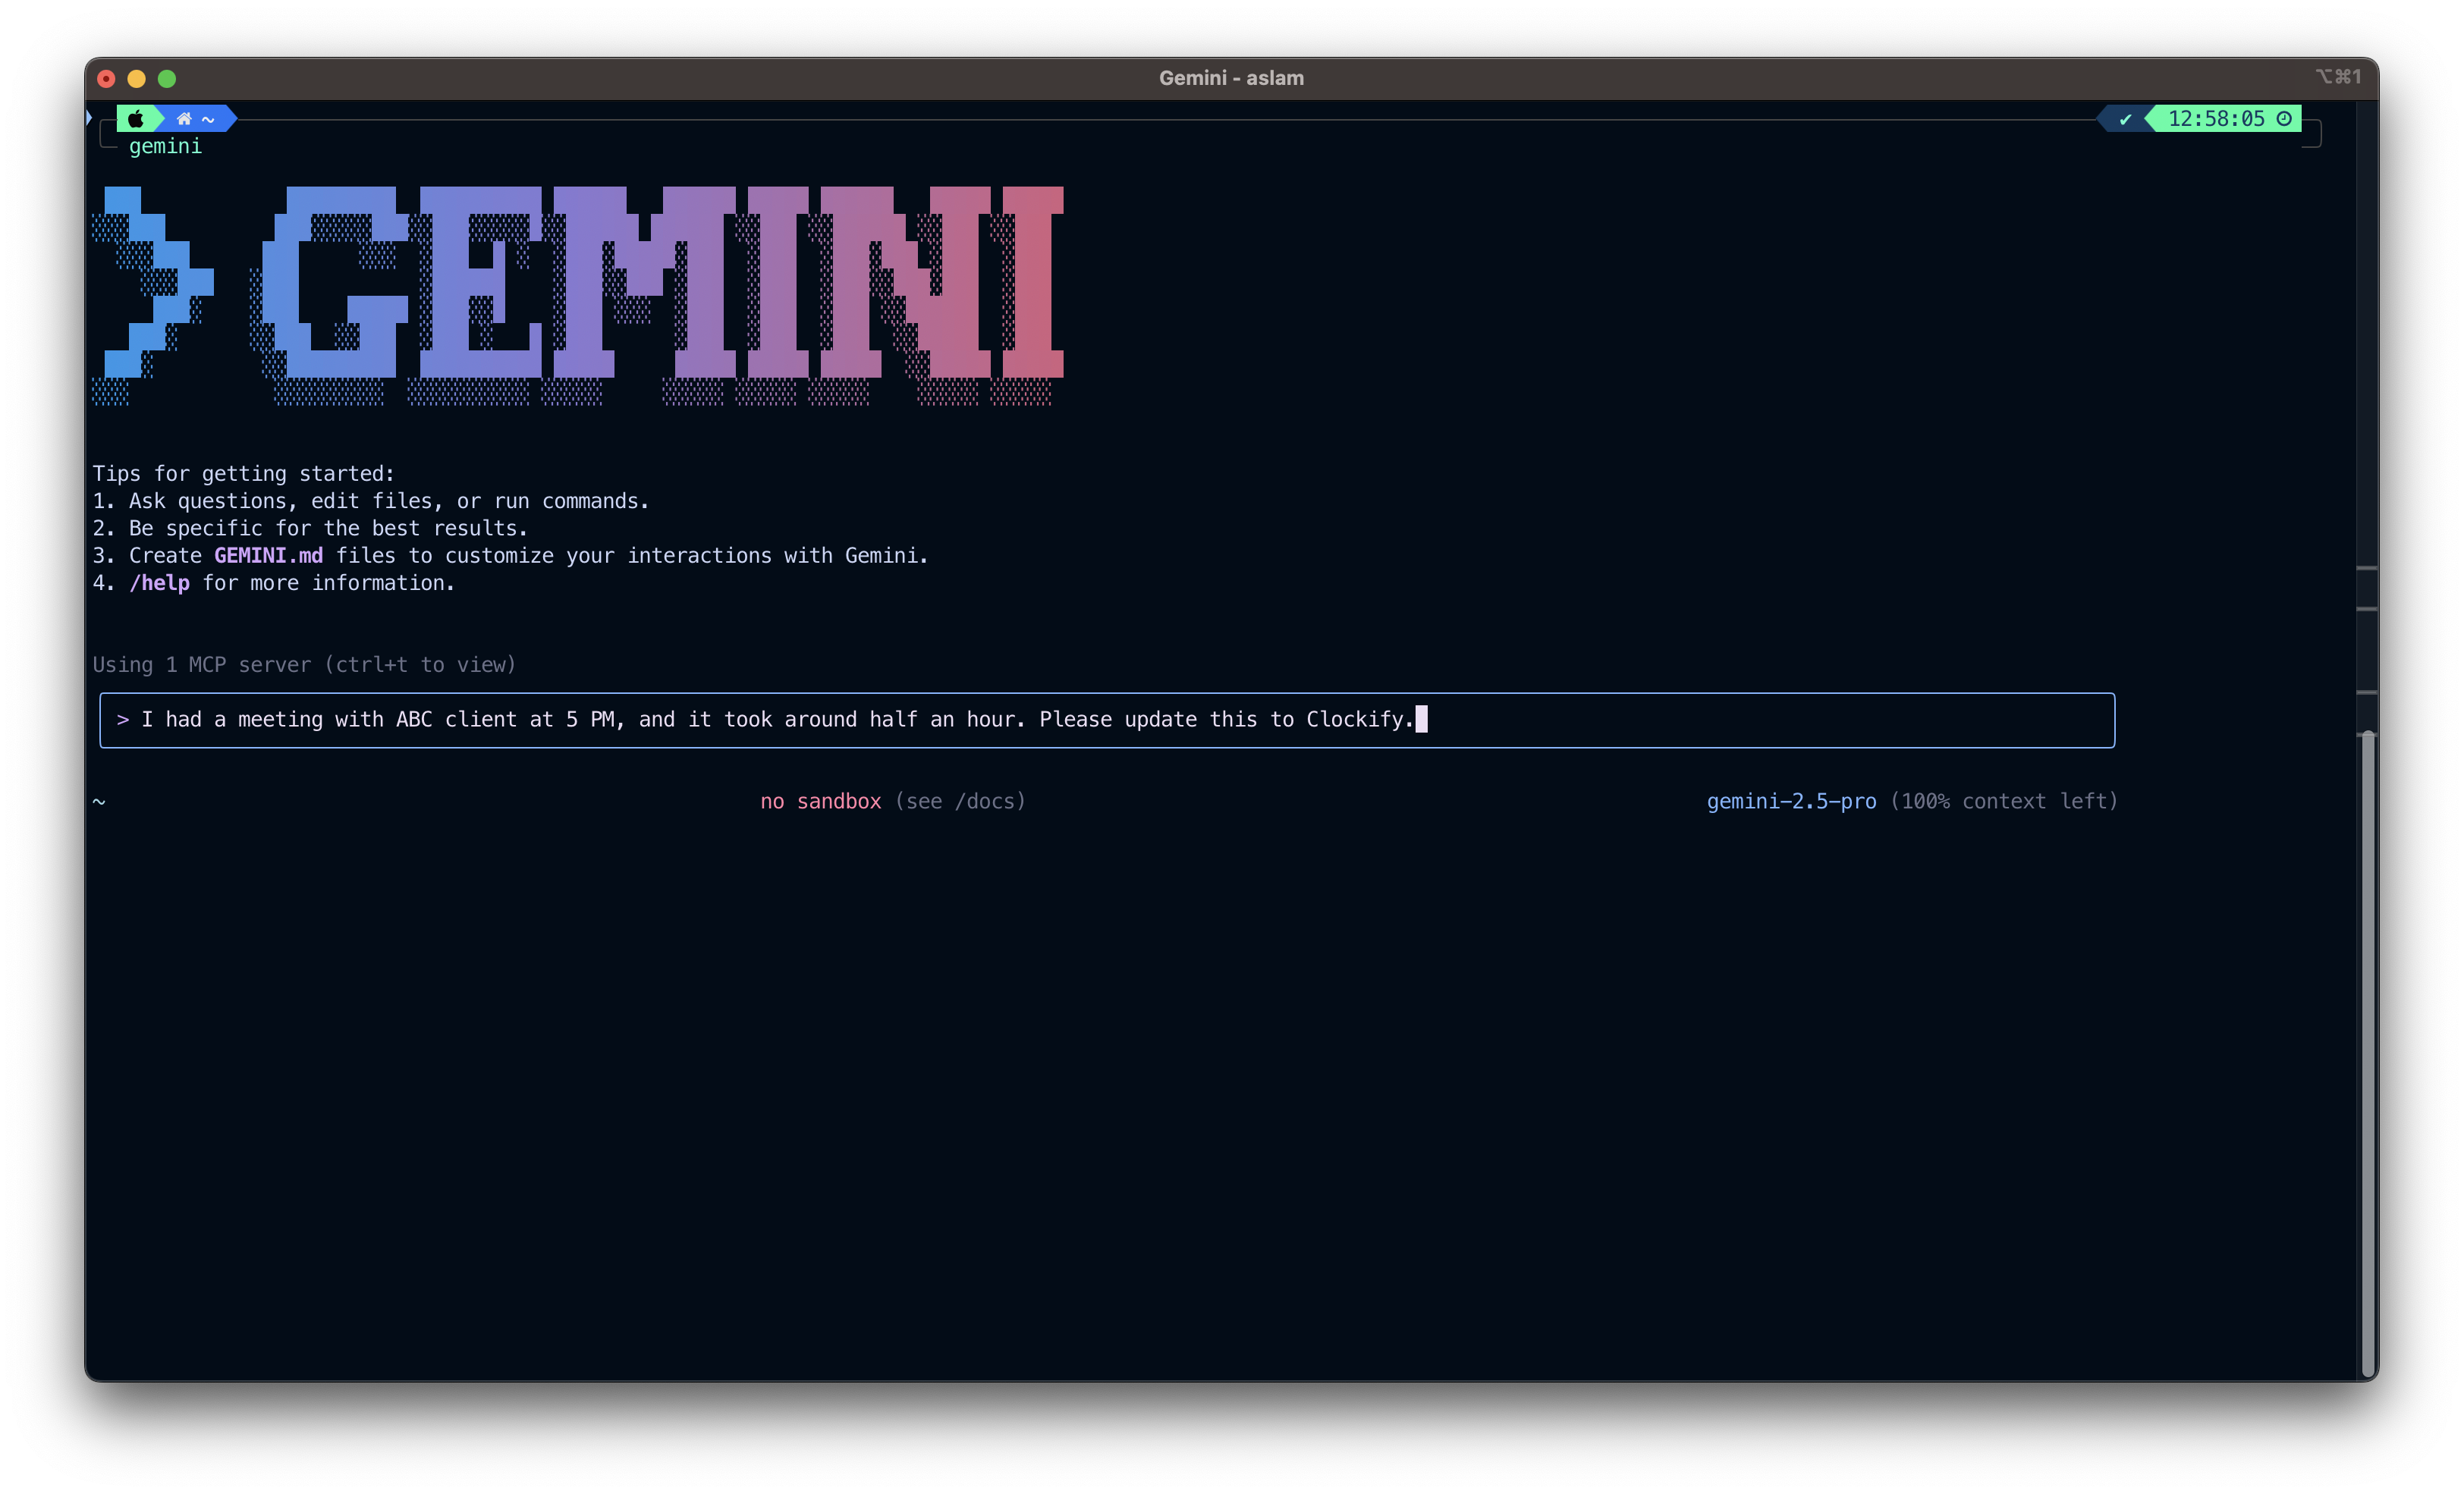 Gemini - aslam
⌥⌘1
~
✔ 12:58:05
gemini
> GEMINI
Tips for getting started:
1. Ask questions, edit files, or run commands.
2. Be specific for the best results.
3. Create GEMINI.md files to customize your interactions with Gemini.
4. /help for more information.
Using 1 MCP server (ctrl+t to view)
> I had a meeting with ABC client at 5 PM, and it took around half an hour. Please update this to Clockify.
~ no sandbox (see /docs) gemini-2.5-pro (100% context left)